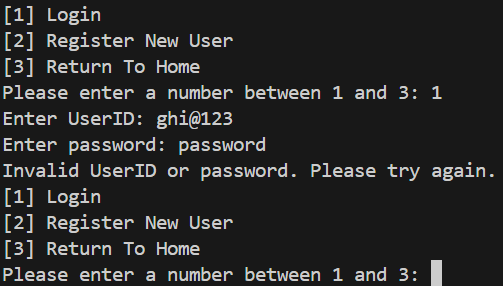 [1] Login
[2] Register New User
[3] Return To Home
Please enter a number between 1 and 3: 1
Enter UserID: ghi@123
Enter password: password
Invalid UserID or password. Please try again.
[1] Login
[2] Register New User
[3] Return To Home
Please enter a number between 1 and 3: